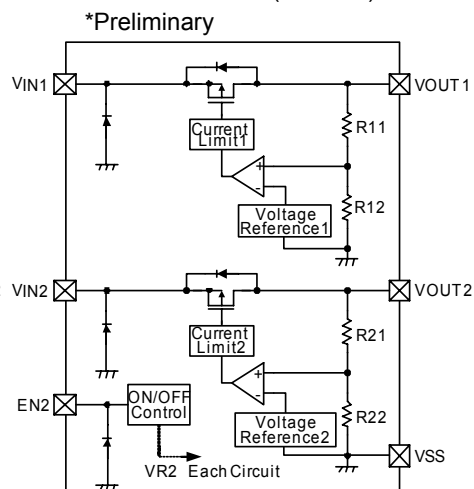 *Preliminary
VIN1
VOUT1
R11
Current
Limit1
+
-
R12
Voltage
Reference1
VIN2
VOUT2
R21
Current
Limit2
+
-
EN2
ON/OFF
Control
R22
Voltage
Reference2
VSS
VR2 Each Circuit